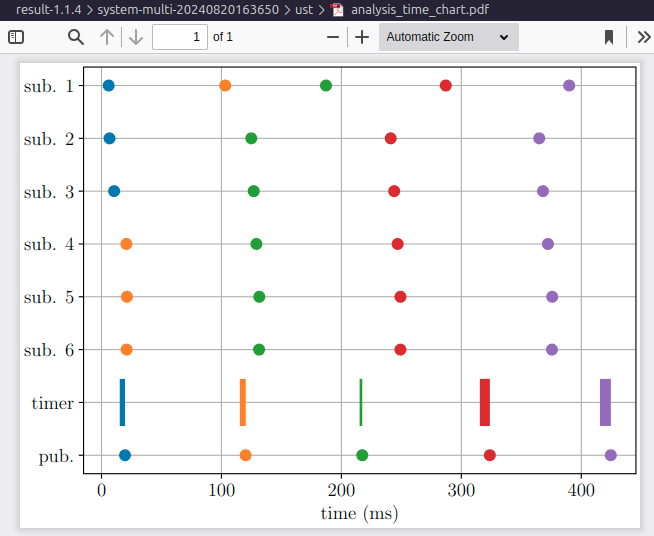 result-1.1.4 > system-multi-20240820163650 > ust > analysis_time_chart.pdf
1 of 1 Automatic Zoom
sub. 1
sub. 2
sub. 3
sub. 4
sub. 5
sub. 6
timer
pub.
0 100 200 300 400
time (ms)